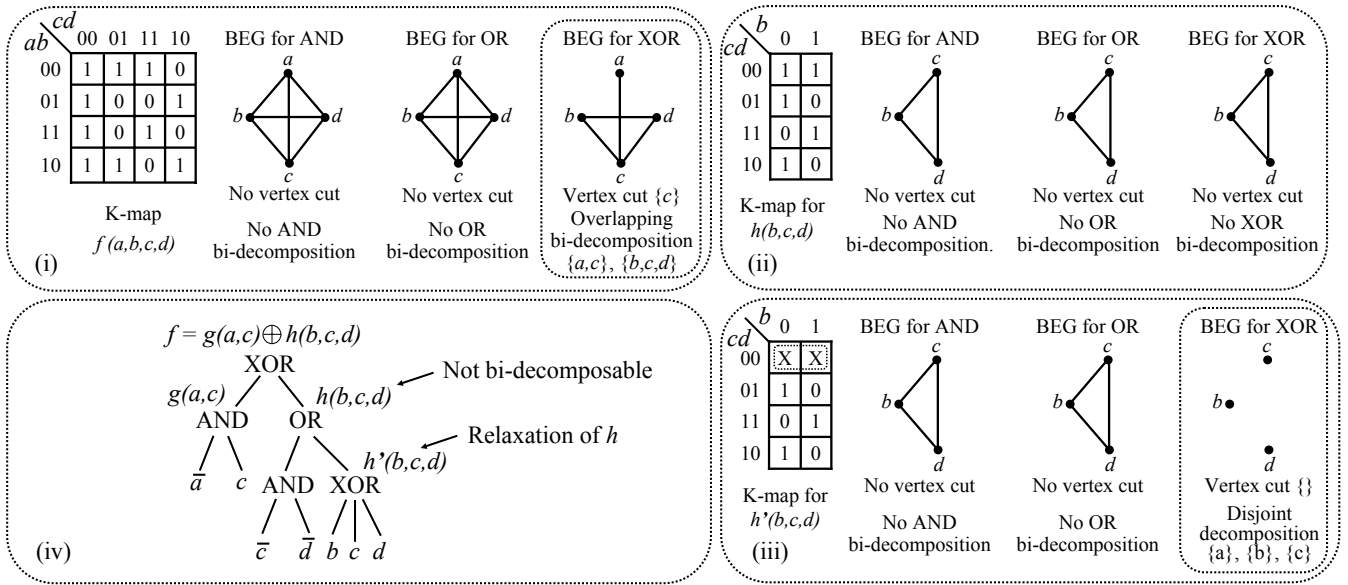 cd
ab
00 01 11 10
00 1 1 1 0
01 1 0 0 1
11 1 0 1 0
10 1 1 0 1
K-map
f (a,b,c,d)
(i)
BEG for AND
a
b
d
c
No vertex cut
No AND
bi-decomposition
BEG for OR
a
b
d
c
No vertex cut
No OR
bi-decomposition
BEG for XOR
a
b
d
c
Vertex cut {c}
Overlapping
bi-decomposition
{a,c}, {b,c,d}
b
cd
0 1
00 1 1
01 1 0
11 0 1
10 1 0
K-map for
h(b,c,d)
(ii)
BEG for AND
c
b
d
No vertex cut
No AND
bi-decomposition.
BEG for OR
c
b
d
No vertex cut
No OR
bi-decomposition
BEG for XOR
c
b
d
No vertex cut
No XOR
bi-decomposition
f = g(a,c)⊕h(b,c,d)
XOR
g(a,c)
h(b,c,d)
Not bi-decomposable
AND
OR
Relaxation of h
h’(b,c,d)
a̅
c
AND
XOR
c̅
d̅
b
c
d
(iv)
b
cd
0 1
00 X X
01 1 0
11 0 1
10 1 0
K-map for
h’(b,c,d)
(iii)
BEG for AND
c
b
d
No vertex cut
No AND
bi-decomposition
BEG for OR
c
b
d
No vertex cut
No OR
bi-decomposition
BEG for XOR
c
b
d
Vertex cut {}
Disjoint
decomposition
{a}, {b}, {c}